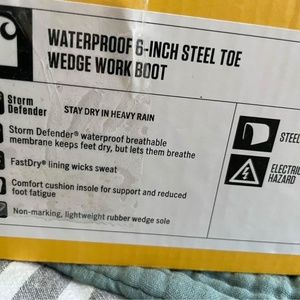 WATERPROOF 6-INCH STEEL TOE
WEDGE WORK BOOT
Storm
Defender
STAY DRY IN HEAVY RAIN
Storm Defender® waterproof breathable
membrane keeps feet dry, but lets them breathe
FastDry® lining wicks sweat
Comfort cushion insole for support and reduced
foot fatigue
Non-marking, lightweight rubber wedge sole
STEEL
ELECTRIC
HAZARD